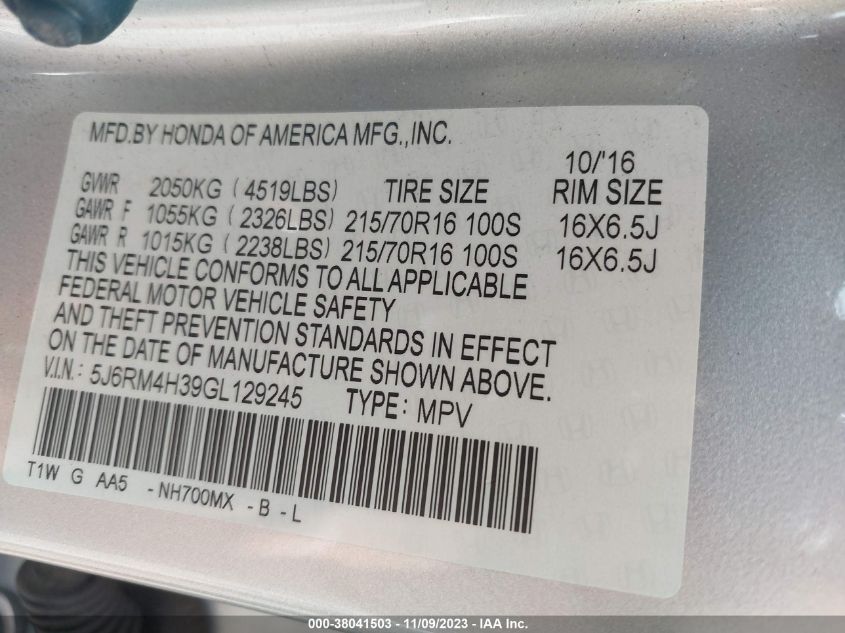 MFD.BY HONDA OF AMERICA MFG.,INC.
10/'16
GVWR 2050KG ( 4519LBS) TIRE SIZE RIM SIZE
GAWR F 1055KG ( 2326LBS) 215/70R16 100S 16X6.5J
GAWR R 1015KG ( 2238LBS) 215/70R16 100S 16X6.5J
THIS VEHICLE CONFORMS TO ALL APPLICABLE
FEDERAL MOTOR VEHICLE SAFETY
AND THEFT PREVENTION STANDARDS IN EFFECT
ON THE DATE OF MANUFACTURE SHOWN ABOVE.
V.I.N.: 5J6RM4H39GL129245 TYPE: MPV
T1W G AA5 -NH700MX -B-L
000-38041503 - 11/09/2023 - IAA Inc.